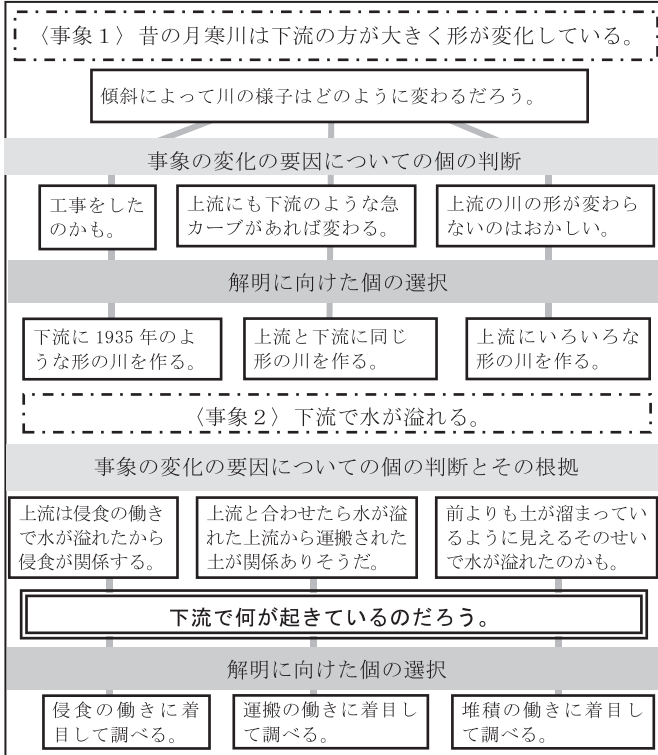 〈事象１〉昔の月寒川は下流の方が大きく形が変化している。
傾斜によって川の様子はどのように変わるだろう。
事象の変化の要因についての個の判断
工事をした
のかも。
上流にも下流のような急
カーブがあれば変わる。
上流の川の形が変わら
ないのはおかしい。
解明に向けた個の選択
下流に 1935 年のよ
うな形の川を作る。
上流と下流に同じ
形の川を作る。
上流にいろいろな
形の川を作る。
〈事象２〉下流で水が溢れる。
事象の変化の要因についての個の判断とその根拠
上流は侵食の働き
で水が溢れたから
侵食が関係する。
上流と合わせたら水が溢
れた上流から運搬された
土が関係ありそうだ。
前よりも土が溜まってい
るように見えるそのせい
で水が溢れたのかも。
下流で何が起きているのだろう。
解明に向けた個の選択
侵食の働きに着
目して調べる。
運搬の働きに着目し
て調べる。
堆積の働きに着目し
て調べる。